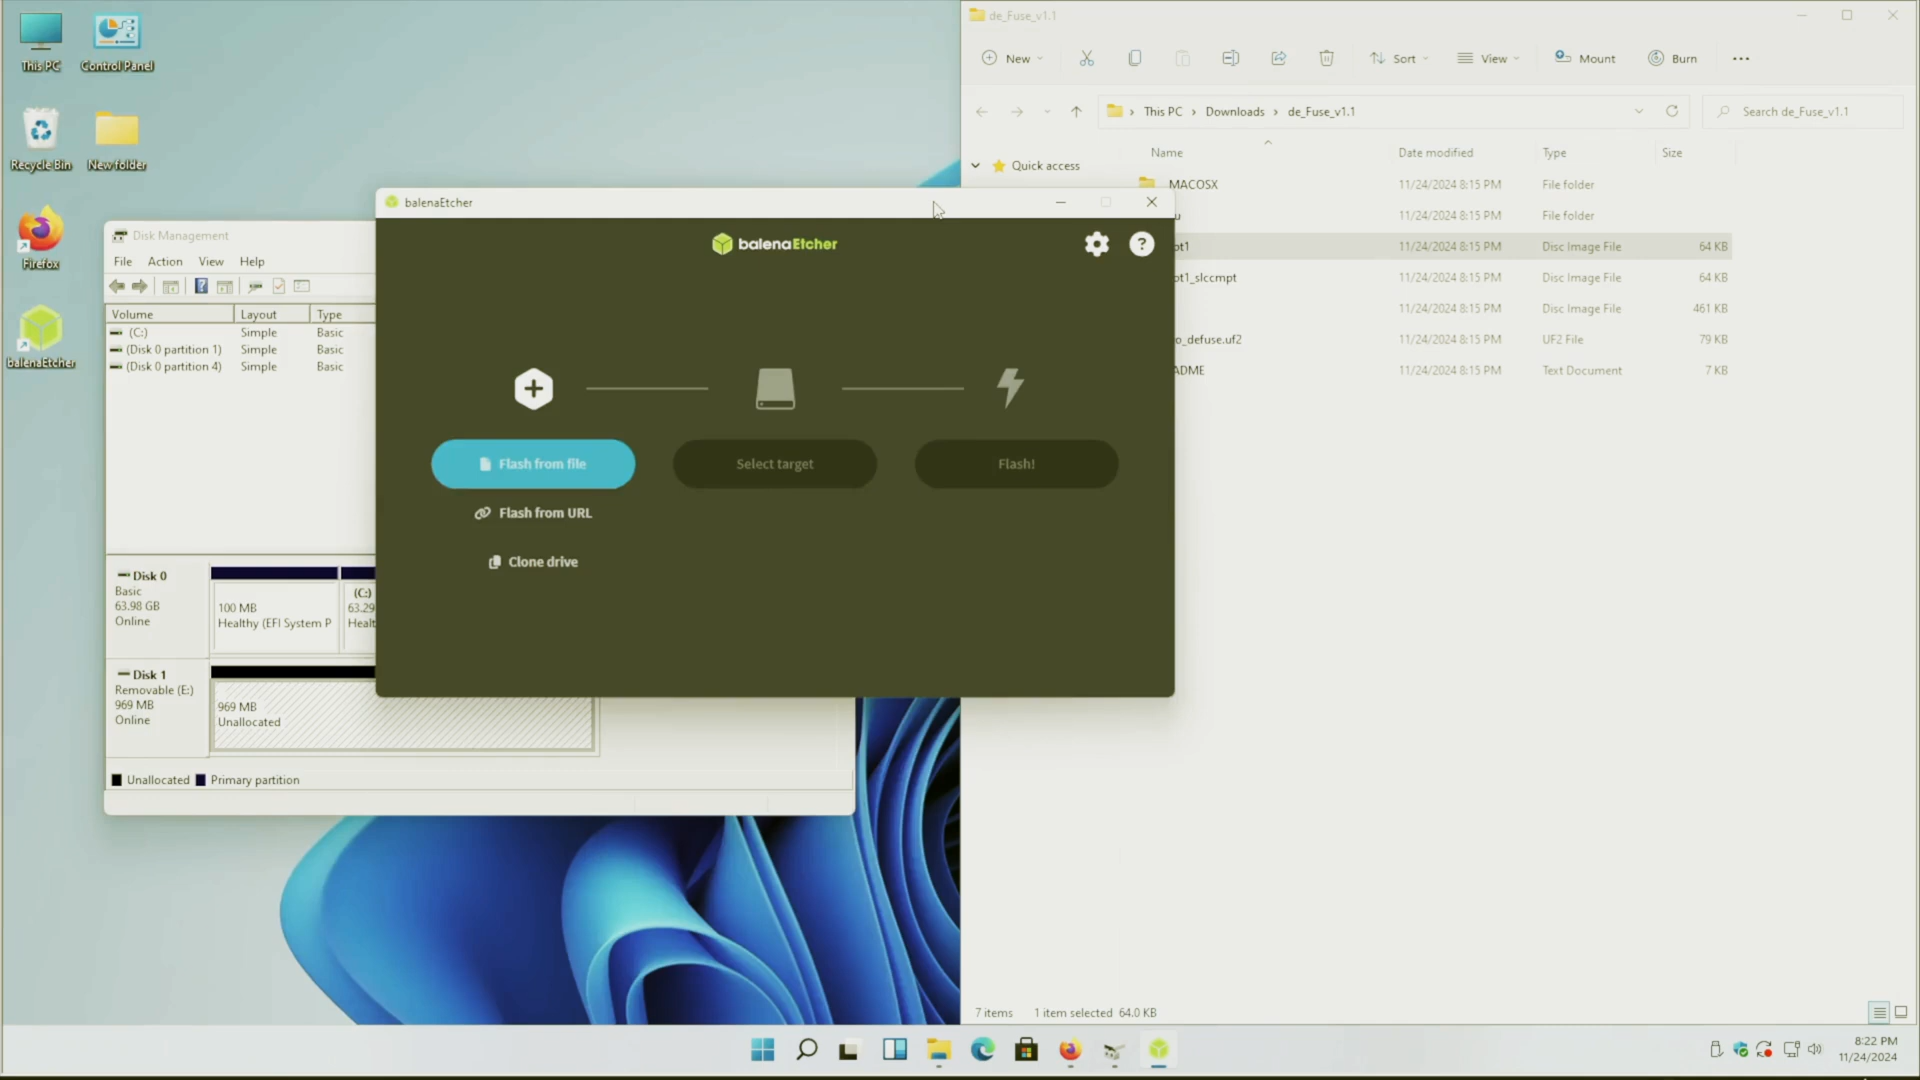 This PC
Control Panel
Recycle Bin
New folder
Firefox
balenaEtcher
de_Fuse_v1.1
New
Sort
View
Mount
Burn
This PC
Downloads
de_Fuse_v1.1
Search de_Fuse_v1.1
Quick access
Name
Date modified
Type
Size
MACOSX
11/24/2024 8:15 PM
File folder
11/24/2024 8:15 PM
File folder
ot1
11/24/2024 8:15 PM
Disc Image File
64 KB
ot1_slccmpt
11/24/2024 8:15 PM
Disc Image File
64 KB
11/24/2024 8:15 PM
Disc Image File
461 KB
o_defuse.uf2
11/24/2024 8:15 PM
UF2 File
79 KB
ADME
11/24/2024 8:15 PM
Text Document
7 KB
7 items
1 item selected 64.0 KB
Disk Management
File
Action
View
Help
Volume
Layout
Type
(C:)
Simple
Basic
(Disk 0 partition 1)
Simple
Basic
(Disk 0 partition 4)
Simple
Basic
Disk 0
Basic
63.98 GB
Online
100 MB
Healthy (EFI System P
(C:)
63.29
Healt
Disk 1
Removable (E:)
969 MB
Online
969 MB
Unallocated
Unallocated
Primary partition
balenaEtcher
balenaEtcher
?
Flash from file
Select target
Flash!
Flash from URL
Clone drive
8:22 PM
11/24/2024